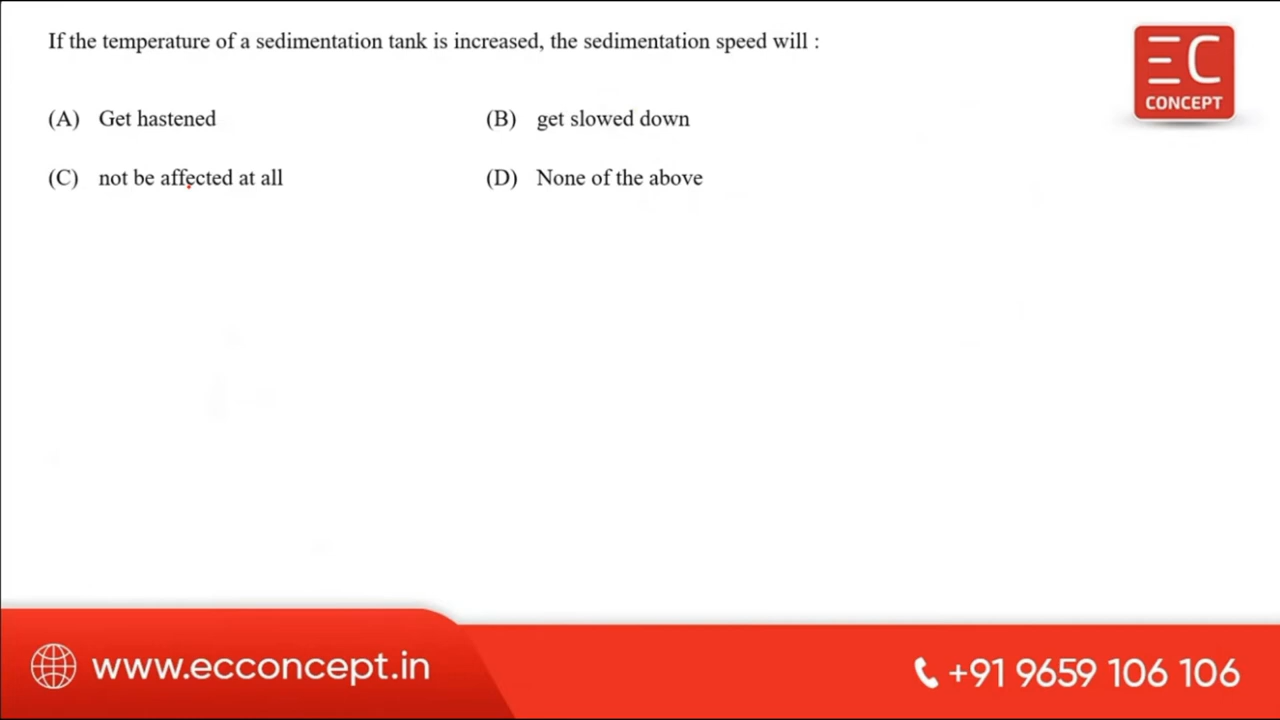 If the temperature of a sedimentation tank is increased, the sedimentation speed will :
EC
CONCEPT
(A) Get hastened
(B) get slowed down
(C) not be affected at all
(D) None of the above
www.ecconcept.in
+91 9659 106 106